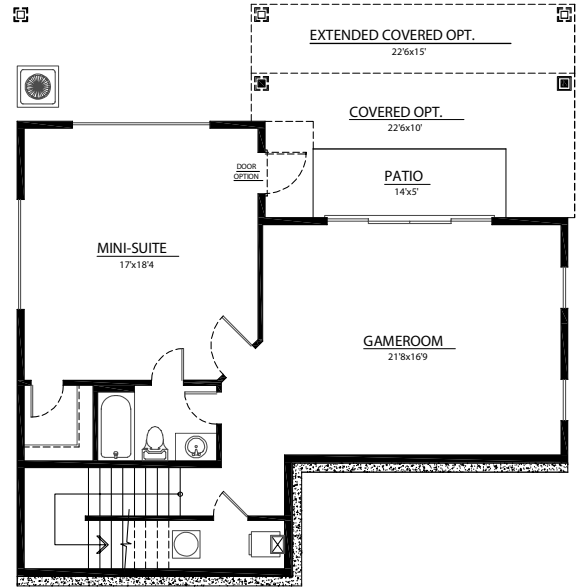 EXTENDED COVERED OPT.
22'6x15'
COVERED OPT.
22'6x10'
DOOR
OPTION
PATIO
14'x5'
MINI-SUITE
17'x18'4
GAMEROOM
21'8x16'9